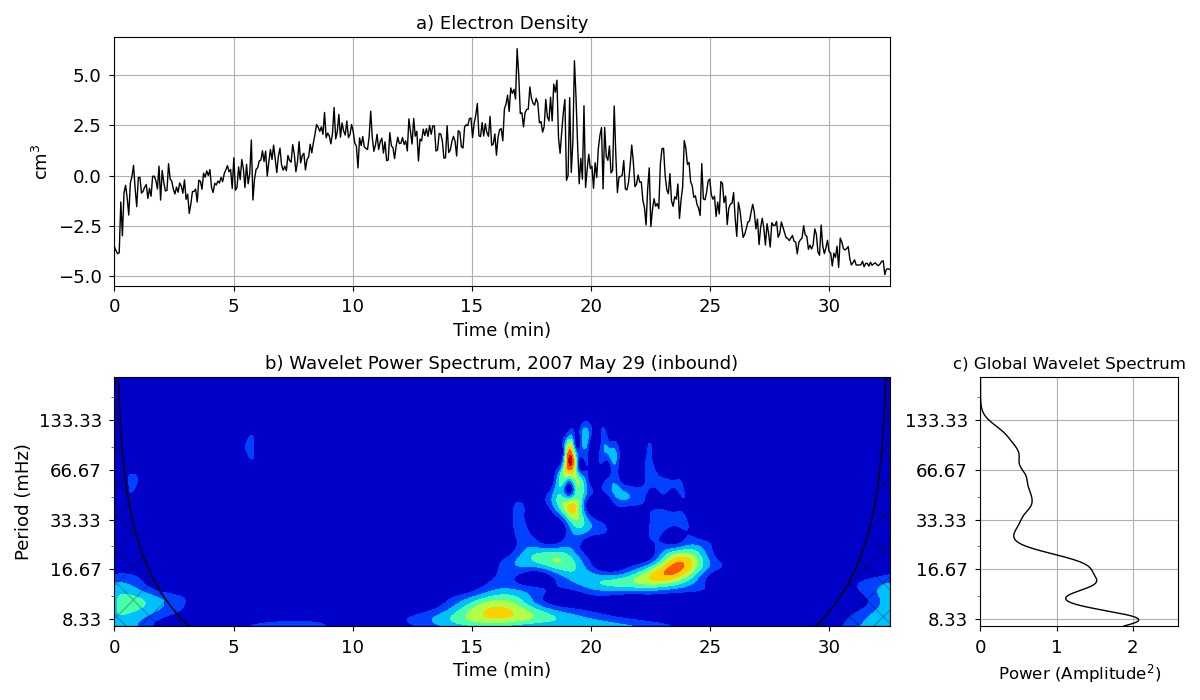 a) Electron Density
cm³
5.0
2.5
0.0
−2.5
−5.0
0 5 10 15 20 25 30
Time (min)
b) Wavelet Power Spectrum, 2007 May 29 (inbound)
Period (mHz)
133.33
66.67
33.33
16.67
8.33
0 5 10 15 20 25 30
Time (min)
c) Global Wavelet Spectrum
133.33
66.67
33.33
16.67
8.33
0 1 2
Power (Amplitude²)